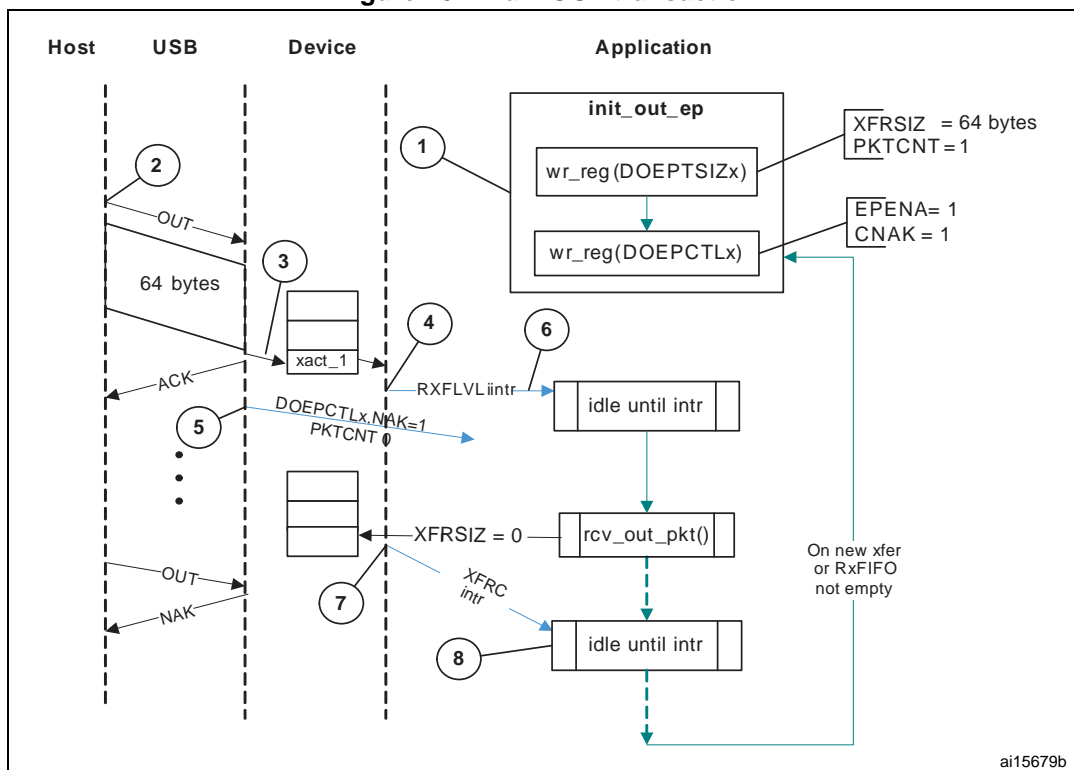 Host USB Device Application
init_out_ep
XFRSIZ = 64 bytes
PKTCNT = 1
1
wr_reg(DOEPTSIZx)
2
OUT
EPENA= 1
CNAK = 1
wr_reg(DOEPCTLx)
3
64 bytes
4
6
xact_1
ACK
RXFLVL iintr
idle until intr
5
DOEPCTLx,NAK=1
PKTCNT 0
XFRSIZ = 0
rcv_out_pkt()
On new xfer
or RxFIFO
not empty
OUT
7
XFRC
intr
NAK
8
idle until intr
ai15679b